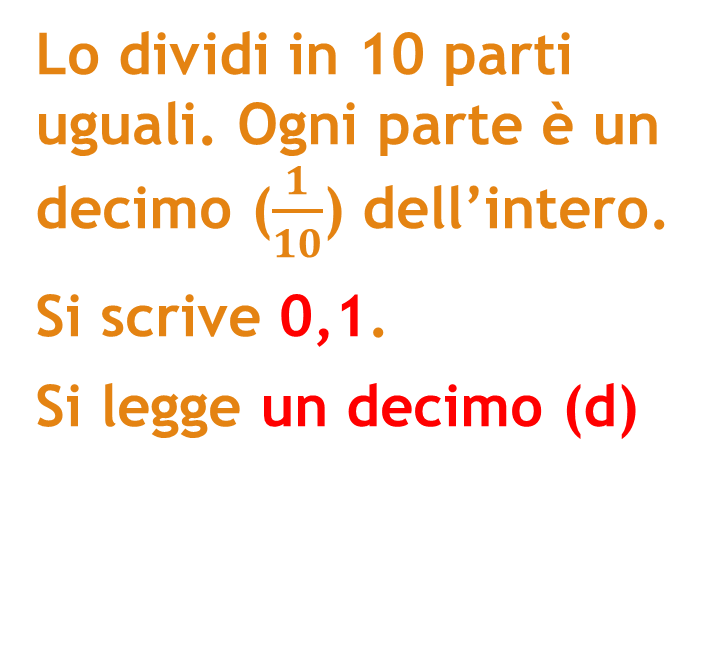 Lo dividi in 10 parti
uguali. Ogni parte è un
decimo (1/10) dell’intero.
Si scrive 0,1.
Si legge un decimo (d)